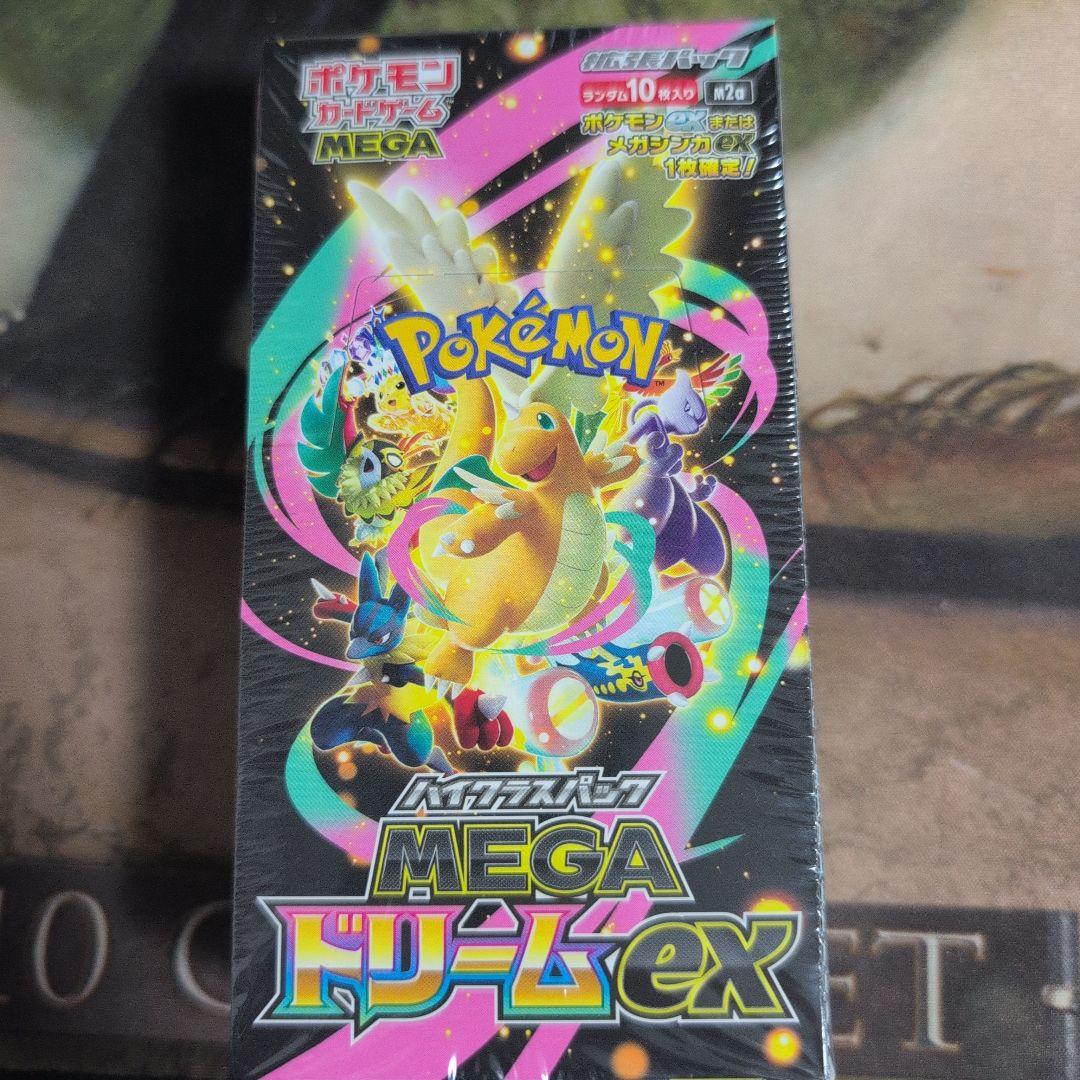 ポケモン
カードゲーム
MEGA
拡張パック
ランダム10枚入り
M2a
ポケモンexまたは
メガシンカex
1枚確定!
POKéMON
TM
ハイクラスパック
MEGA
ドリームex
10
ET